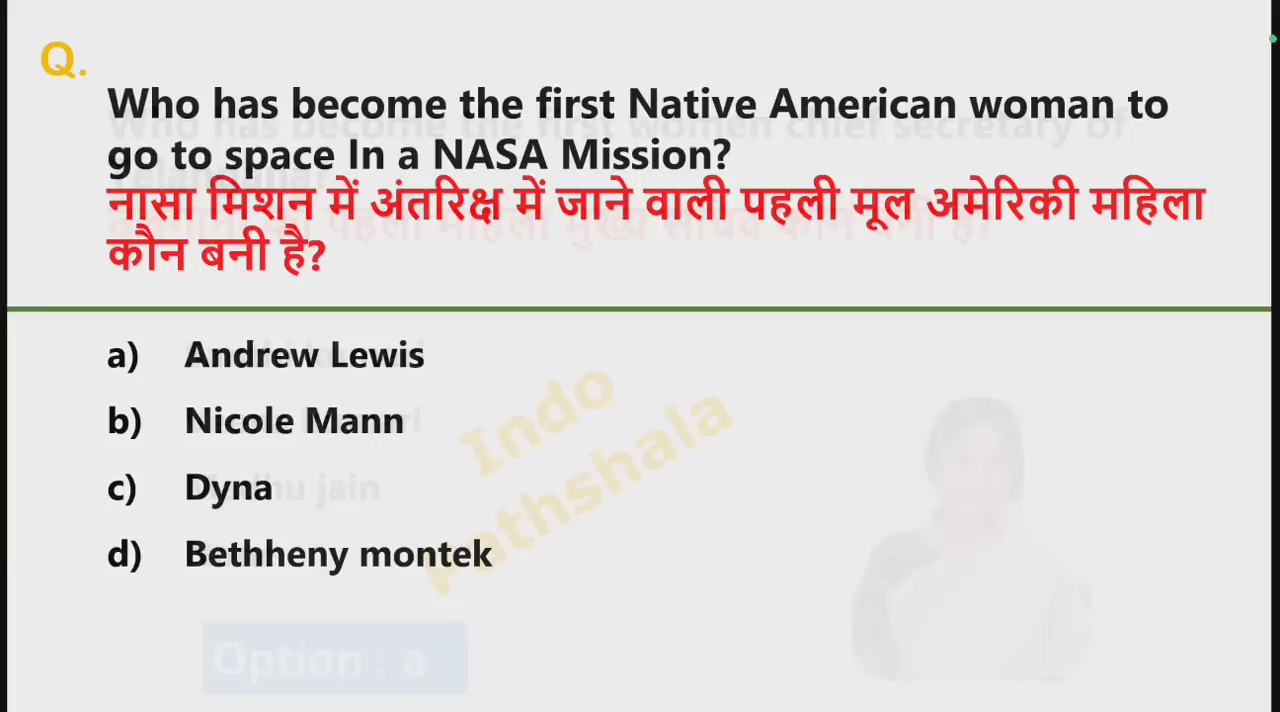 Q.
Who has become the first Native American woman to
go to space In a NASA Mission?
नासा मिशन में अंतरिक्ष में जाने वाली पहली मूल अमेरिकी महिला
कौन बनी है?
a) Andrew Lewis
b) Nicole Mann
c) Dyna
d) Bethheny montek
Indo
Pathshala
Option : a